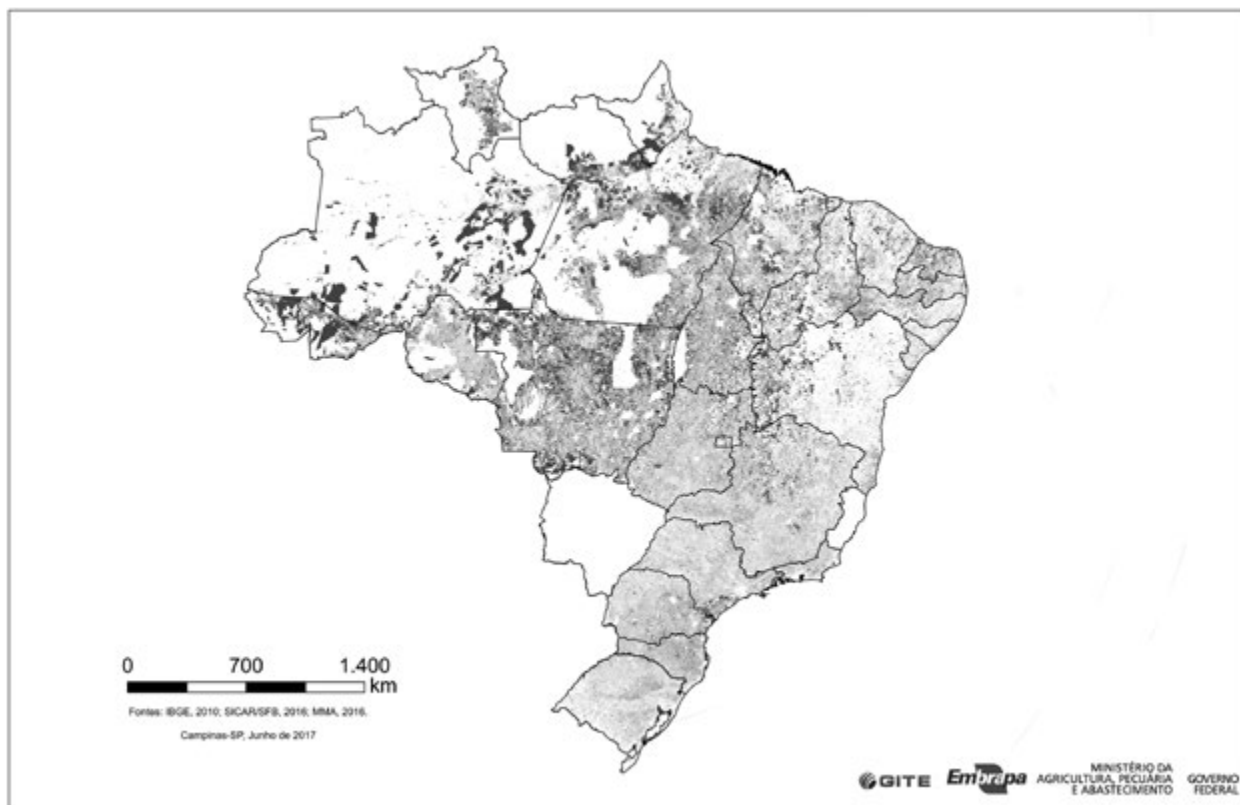 0 700 1.400
km
Fontes: IBGE, 2010; SICAR/SFB, 2016; MMA, 2016.
Campinas-SP, Junho de 2017
GITE
Embrapa
MINISTÉRIO DA
AGRICULTURA, PECUÁRIA
E ABASTECIMENTO
GOVERNO
FEDERAL